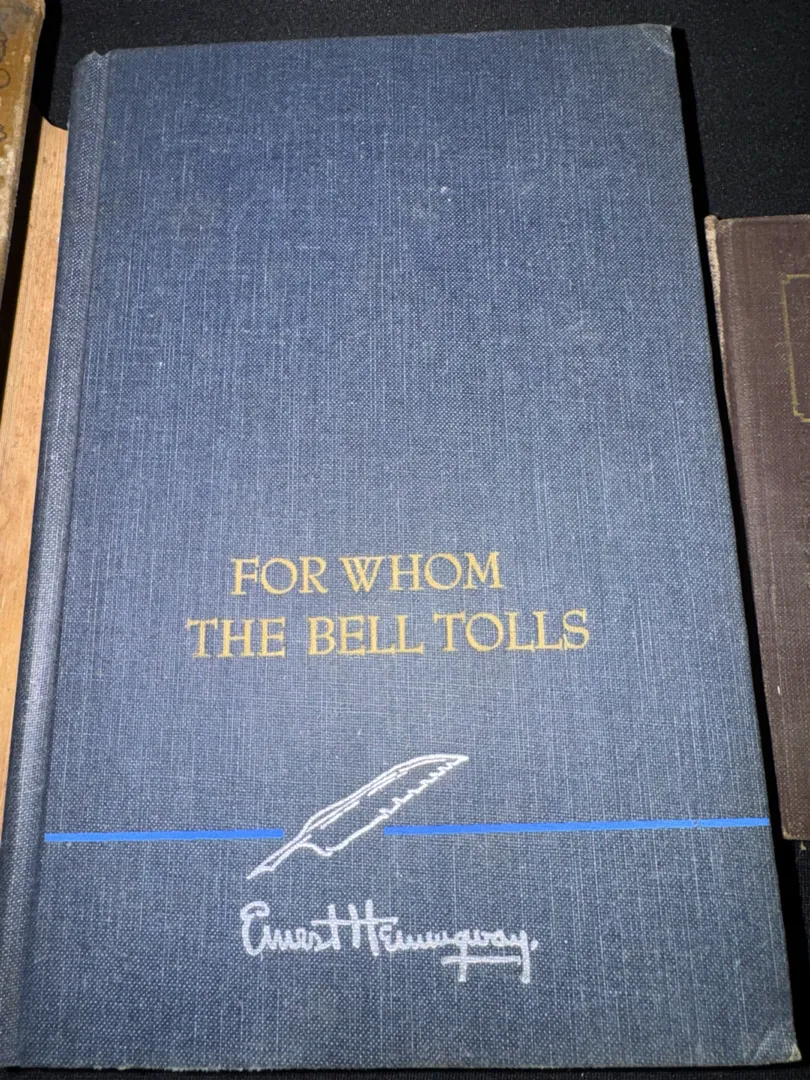 FOR WHOM
THE BELL TOLLS
Ernest Hemingway.